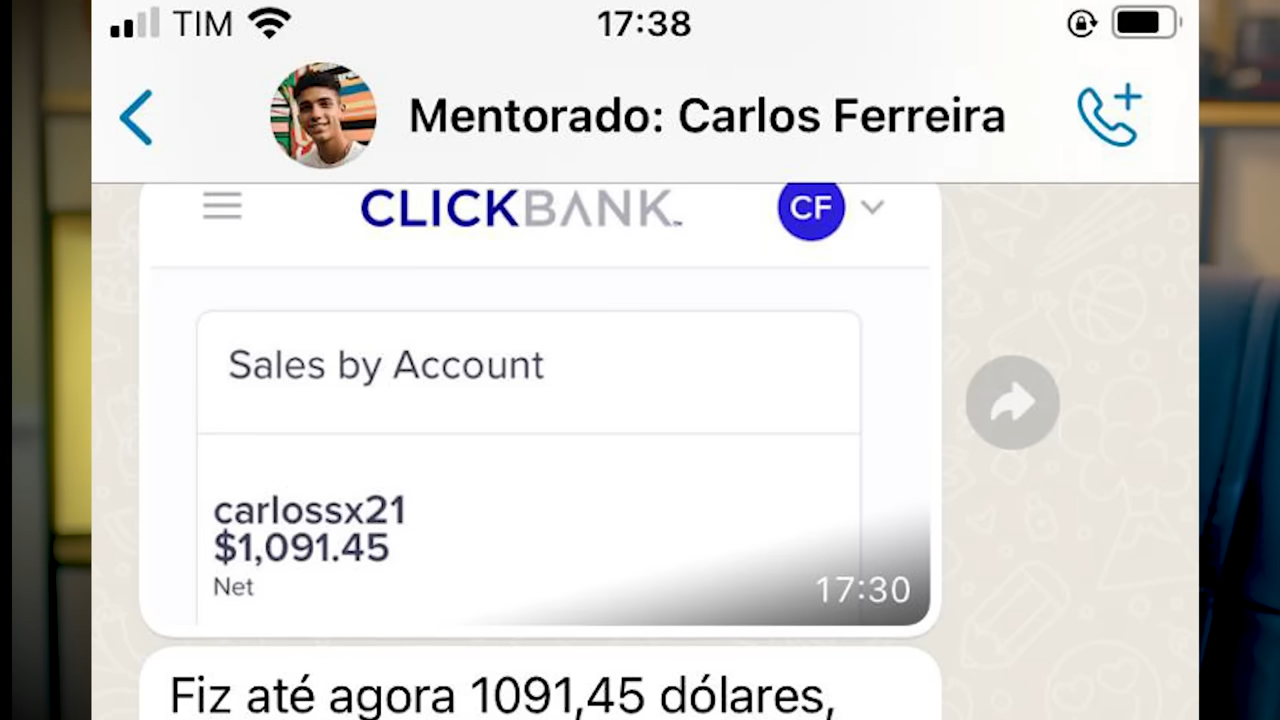 TIM 17:38
Mentorado: Carlos Ferreira
CLICKBANK™ CF
Sales by Account
carlossx21
$1,091.45
Net
17:30
Fiz até agora 1091,45 dólares,